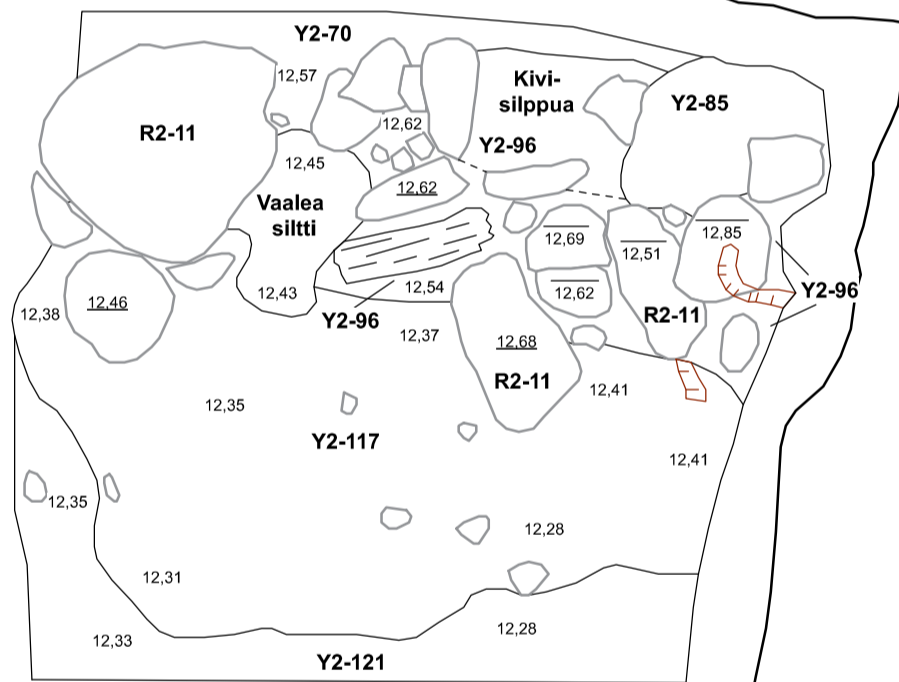 Y2-70
12,57
Kivi-
silppua
Y2-85
R2-11
12,62
Y2-96
12,45
12,62
Vaalea
siltti
12,69
12,51
12,85
12,43
12,54
12,62
Y2-96
12,46
12,38
Y2-96
R2-11
12,37
12,68
R2-11
12,41
12,35
Y2-117
12,41
12,35
12,28
12,31
12,33
12,28
Y2-121